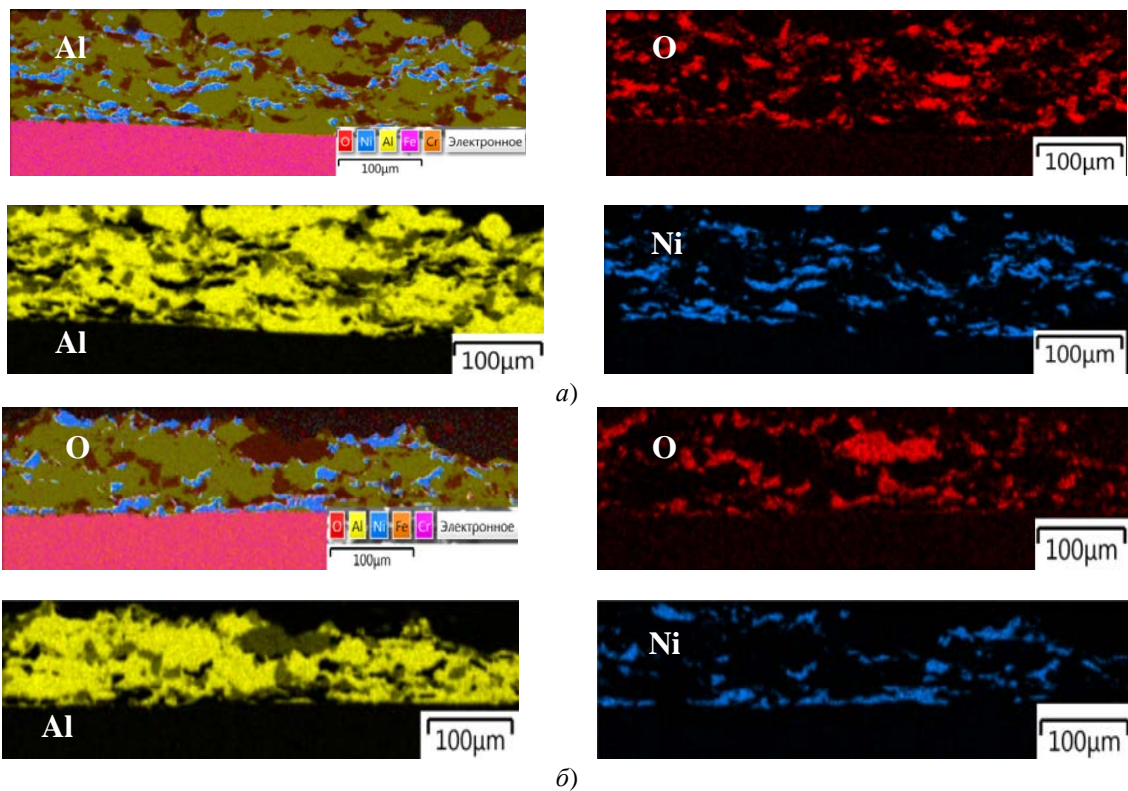 Al
O
O Ni Al Fe Cr Электронное
100μm
100μm
Al
100μm
Ni
100μm
а)
O
O
O Al Ni Fe Cr Электронное
100μm
100μm
Al
100μm
Ni
100μm
б)